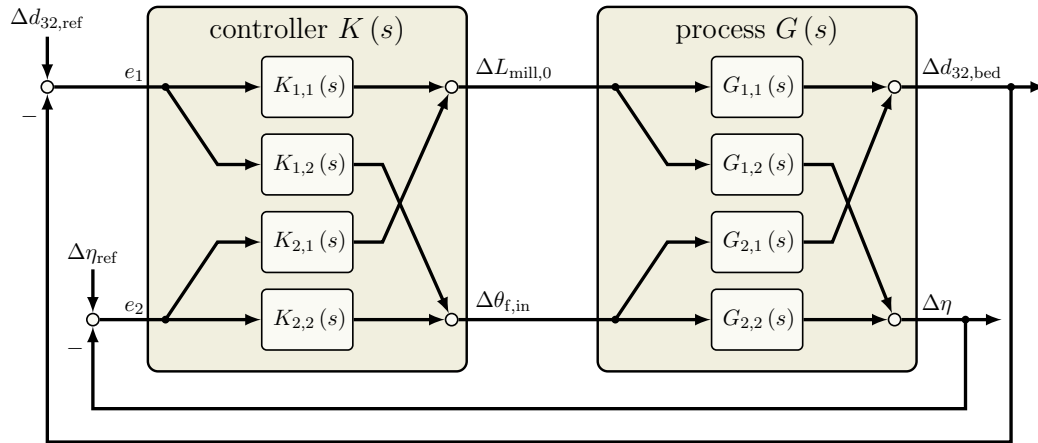 Δd32,ref
controller K (s)
process G (s)
e1
K1,1 (s)
ΔLmill,0
G1,1 (s)
Δd32,bed
−
K1,2 (s)
G1,2 (s)
Δηref
K2,1 (s)
G2,1 (s)
e2
K2,2 (s)
Δθf,in
G2,2 (s)
Δη
−